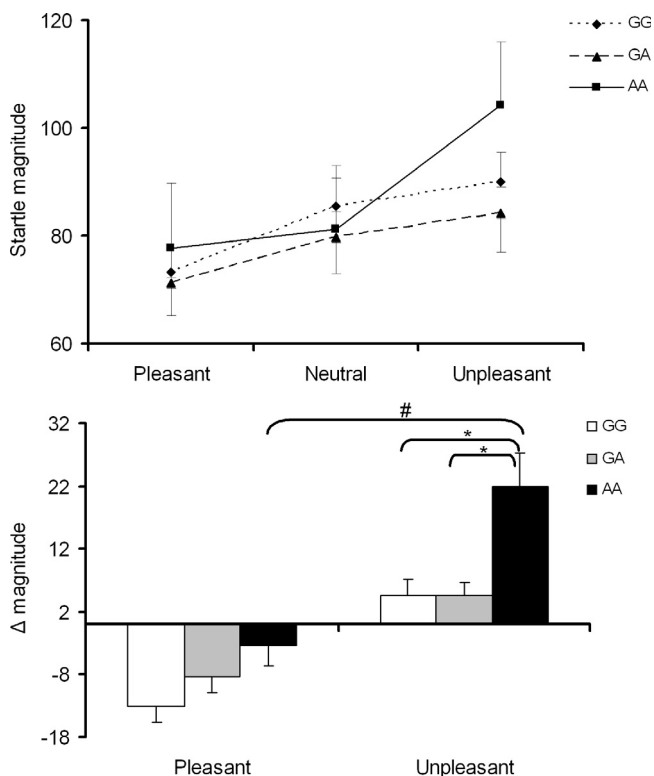 120
100
80
60
Startle magnitude
GG
GA
AA
Pleasant Neutral Unpleasant
32
22
12
2
-8
-18
Δ magnitude
#
*
*
GG
GA
AA
Pleasant Unpleasant